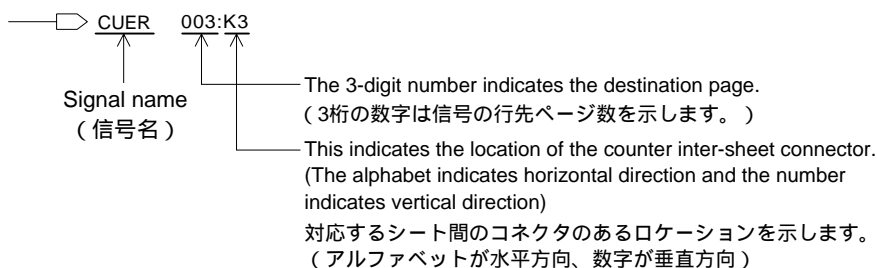 CUER 003:K3
Signal name
（信号名）
The 3-digit number indicates the destination page.
（3桁の数字は信号の行先ページ数を示します。）
This indicates the location of the counter inter-sheet connector.
(The alphabet indicates horizontal direction and the number
indicates vertical direction)
対応するシート間のコネクタのあるロケーションを示します。
（アルファベットが水平方向、数字が垂直方向）